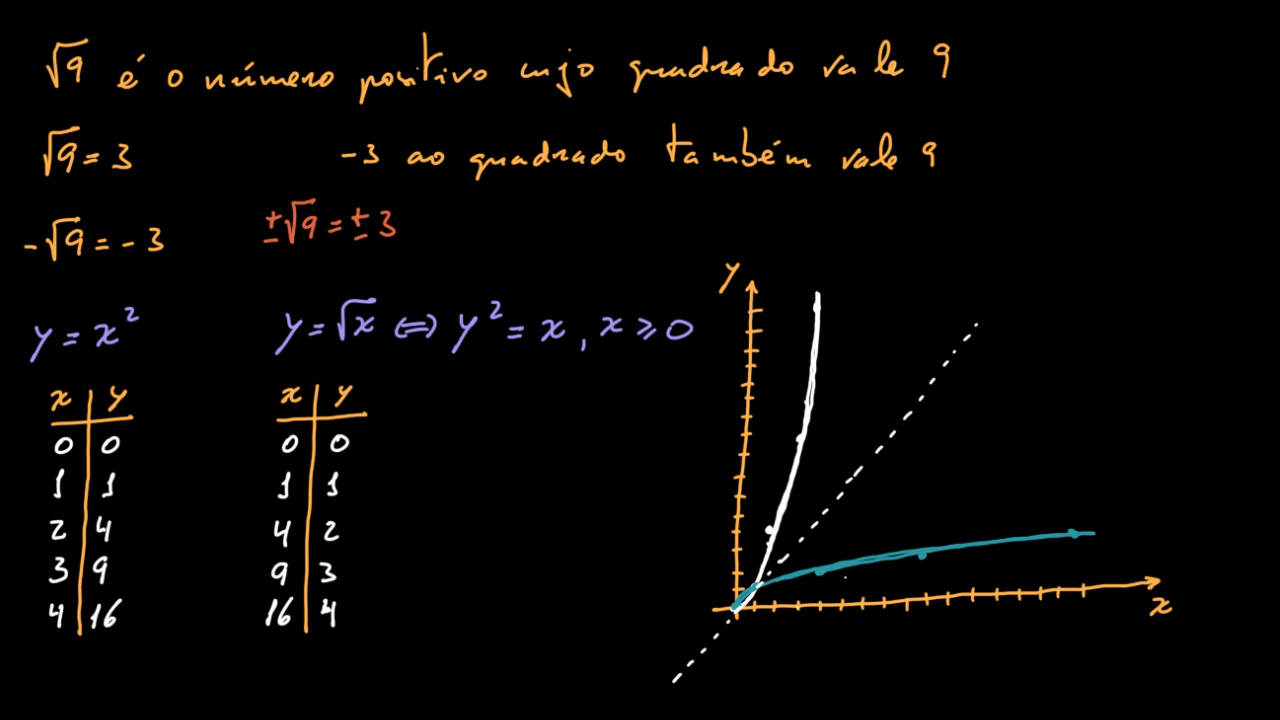 √9 é o número positivo cujo quadrado vale 9
√9 = 3 -3 ao quadrado também vale 9
-√9 = -3 ±√9 = ±3
y = x² y = √x ⟺ y² = x, x ⩾ 0
x y x y
0 0 0 0
1 1 1 1
2 4 4 2
3 9 9 3
4 16 16 4
y
x